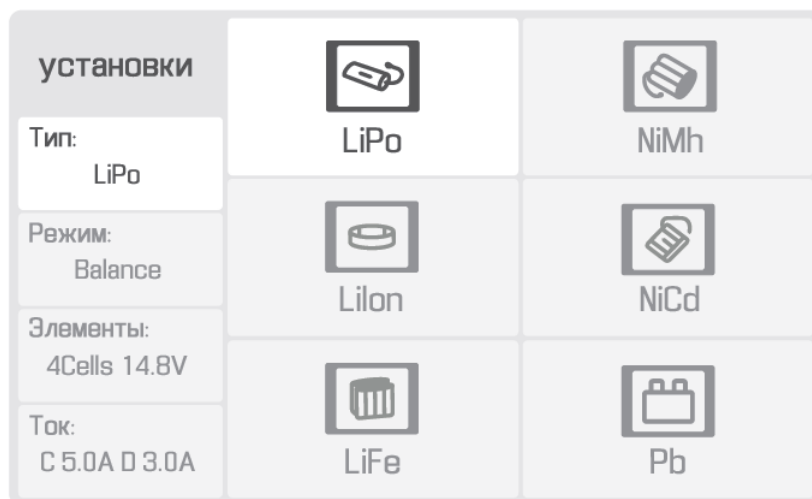 установки
Тип:
LiPo
Режим:
Balance
Элементы:
4Cells 14.8V
Ток:
C 5.0A D 3.0A
LiPo
NiMh
LiIon
NiCd
LiFe
Pb